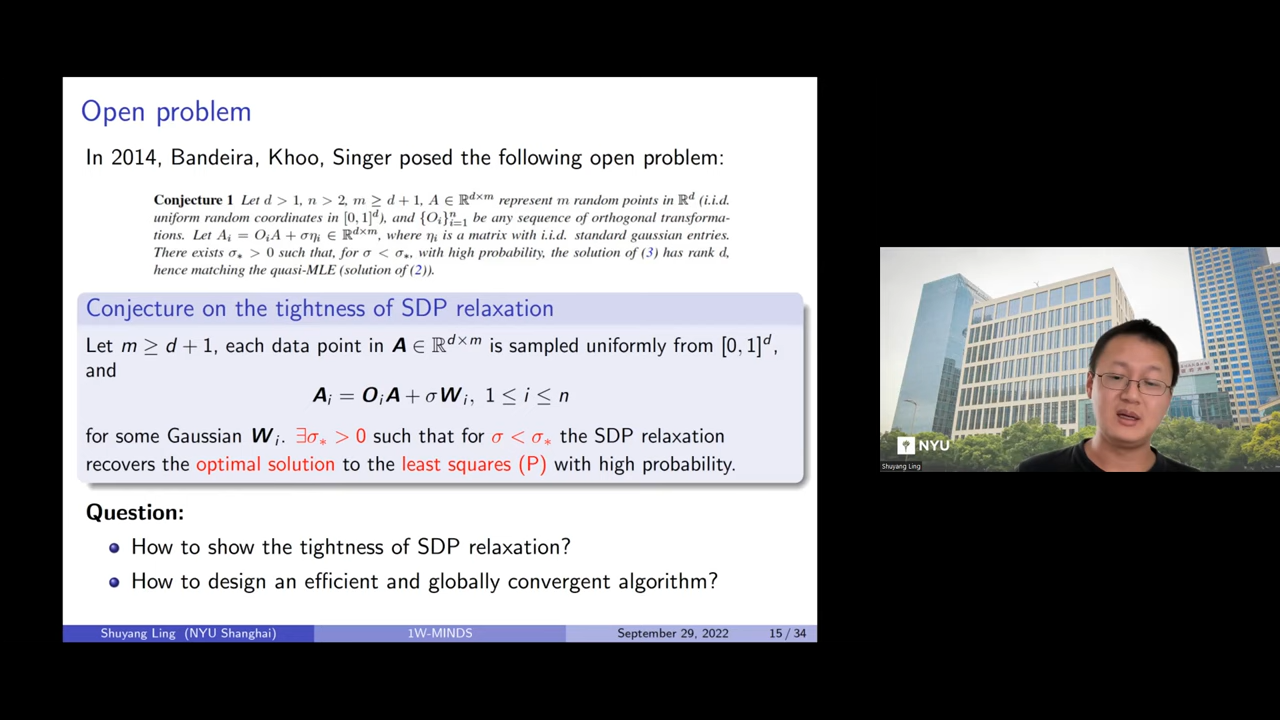 Open problem
In 2014, Bandeira, Khoo, Singer posed the following open problem:
Conjecture 1 Let d > 1, n > 2, m ≥ d + 1, A ∈ ℝ^{d×m} represent m random points in ℝ^d (i.i.d.
uniform random coordinates in [0, 1]^d), and {O_i}_{i=1}^n be any sequence of orthogonal transforma-
tions. Let A_i = O_iA + ση_i ∈ ℝ^{d×m}, where η_i is a matrix with i.i.d. standard gaussian entries.
There exists σ_* > 0 such that, for σ < σ_*, with high probability, the solution of (3) has rank d,
hence matching the quasi-MLE (solution of (2)).
Conjecture on the tightness of SDP relaxation
Let m ≥ d + 1, each data point in A ∈ ℝ^{d×m} is sampled uniformly from [0, 1]^d,
and
A_i = O_iA + σW_i, 1 ≤ i ≤ n
for some Gaussian W_i. ∃σ_* > 0 such that for σ < σ_* the SDP relaxation
recovers the optimal solution to the least squares (P) with high probability.
Question:
How to show the tightness of SDP relaxation?
How to design an efficient and globally convergent algorithm?
Shuyang Ling (NYU Shanghai) 1W-MINDS September 29, 2022 15 / 34
NYU
Shuyang Ling